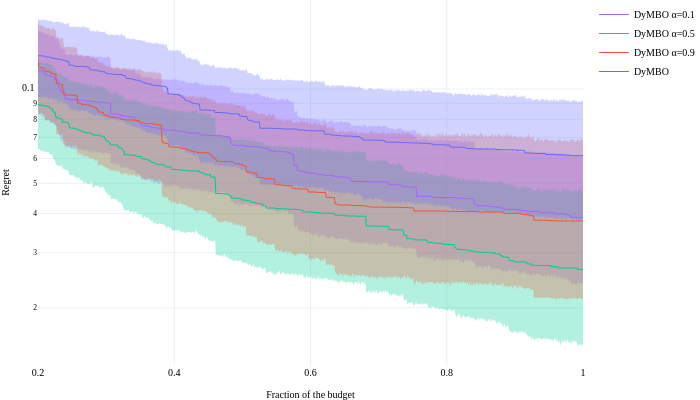 DyMBO α=0.1
DyMBO α=0.5
DyMBO α=0.9
DyMBO
0.1
9
8
7
6
5
4
3
2
Regret
0.2
0.4
0.6
0.8
1
Fraction of the budget